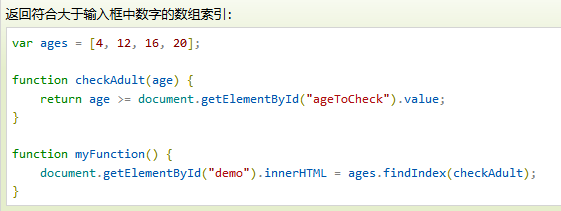 返回符合大于输入框中数字的数组索引:
var ages = [4, 12, 16, 20];
function checkAdult(age) {
    return age >= document.getElementById("ageToCheck").value;
}
function myFunction() {
    document.getElementById("demo").innerHTML = ages.findIndex(checkAdult);
}